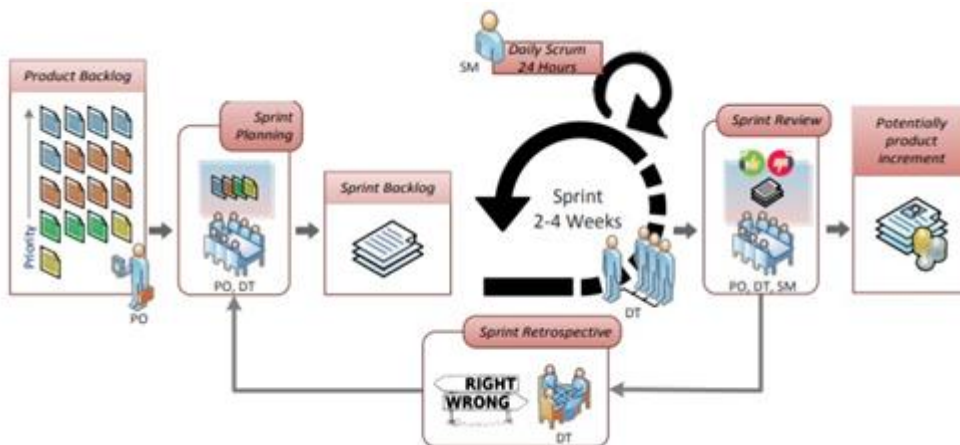 Product Backlog
Priority
PO
Sprint
Planning
PO, DT
Sprint Backlog
SM
Daily Scrum
24 Hours
Sprint
2-4 Weeks
DT
Sprint Review
PO, DT, SM
Potentially
product
increment
Sprint Retrospective
RIGHT
WRONG
DT